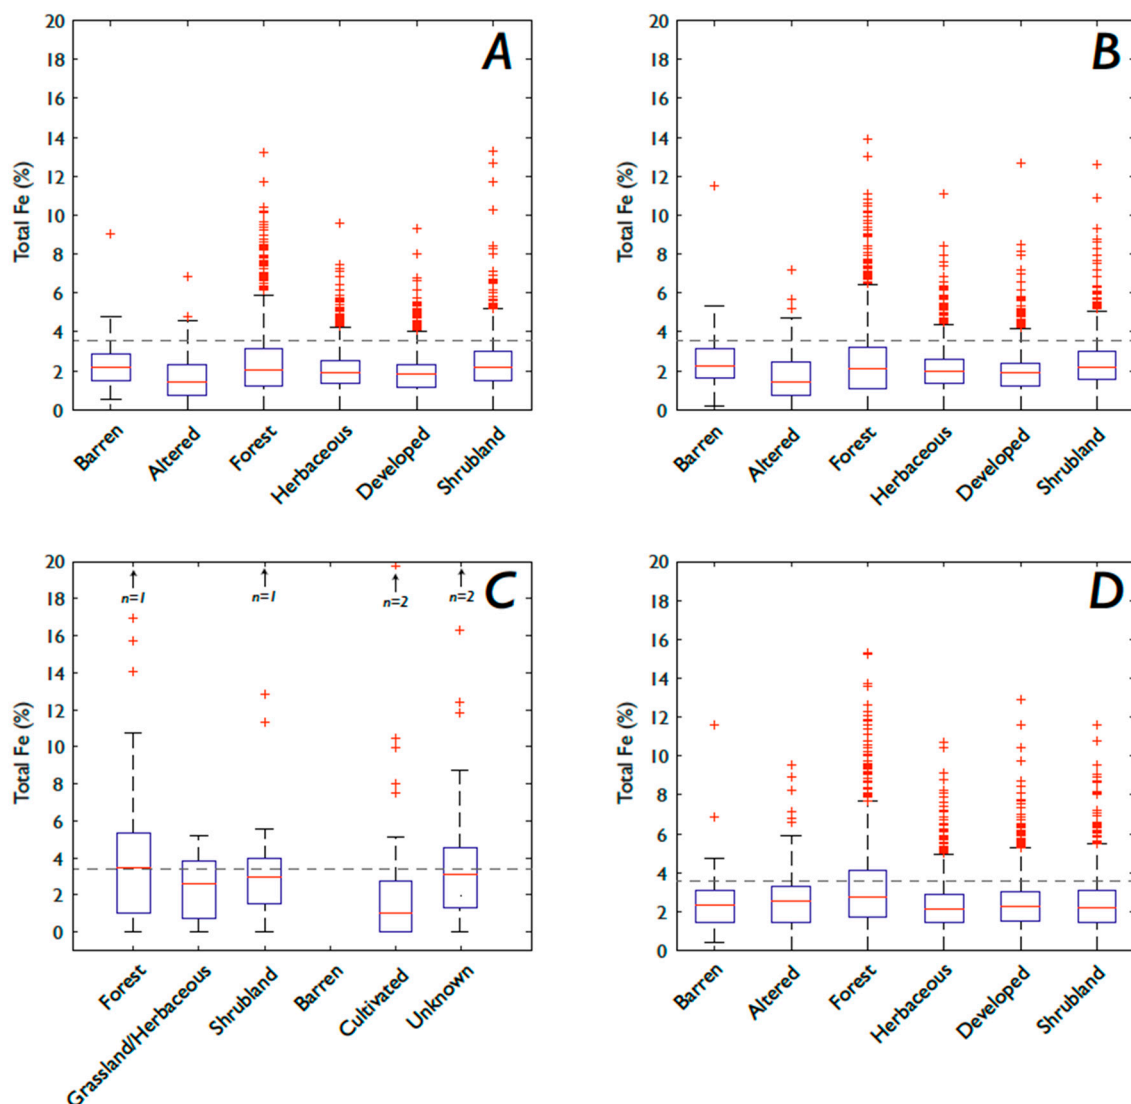 A
Total Fe (%)
20
18
16
14
12
10
8
6
4
2
0
Barren
Altered
Forest
Herbaceous
Developed
Shrubland
B
Total Fe (%)
20
18
16
14
12
10
8
6
4
2
0
Barren
Altered
Forest
Herbaceous
Developed
Shrubland
C
Total Fe (%)
20
18
16
14
12
10
8
6
4
2
0
n=1
n=1
n=2
n=2
Forest
Grassland/Herbaceous
Shrubland
Barren
Cultivated
Unknown
D
Total Fe (%)
20
18
16
14
12
10
8
6
4
2
0
Barren
Altered
Forest
Herbaceous
Developed
Shrubland